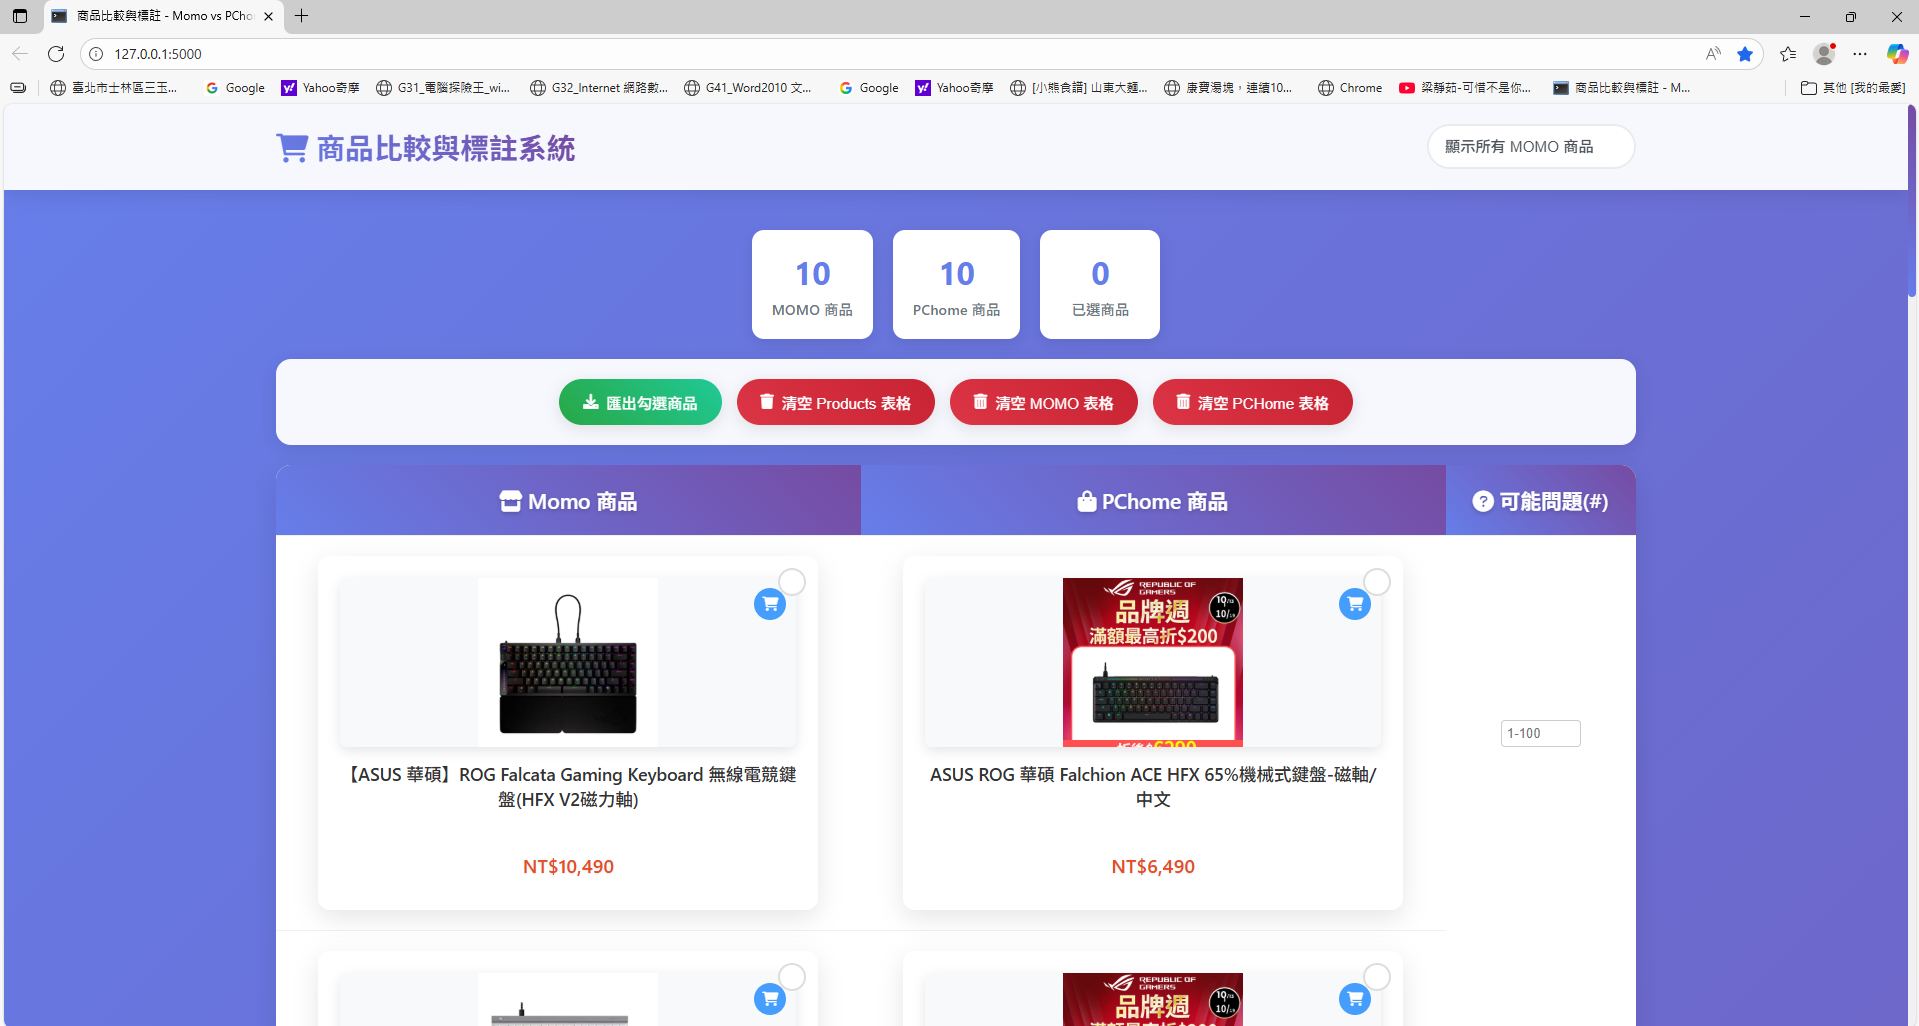 商品比較與標註 - Momo vs PCho
127.0.0.1:5000
臺北市士林區三玉...
Google
Yahoo奇摩
G31_電腦探險王_wi...
G32_Internet 網路數...
G41_Word2010 文...
Google
Yahoo奇摩
[小熊食譜] 山東大麵...
康寶湯塊，連續10...
Chrome
梁靜茹-可惜不是你...
商品比較與標註 - M...
其他 [我的最愛]
商品比較與標註系統
顯示所有 MOMO 商品
10
MOMO 商品
10
PChome 商品
0
已選商品
匯出勾選商品
清空 Products 表格
清空 MOMO 表格
清空 PCHome 表格
Momo 商品
PChome 商品
可能問題(#)
REPUBLIC OF
GAMERS
品牌週
滿額最高折$200
【ASUS 華碩】ROG Falcata Gaming Keyboard 無線電競鍵
盤(HFX V2磁力軸)
NT$10,490
ASUS ROG 華碩 Falchion ACE HFX 65%機械式鍵盤-磁軸/
中文
NT$6,490
1-100
REPUBLIC OF
GAMERS
品牌週